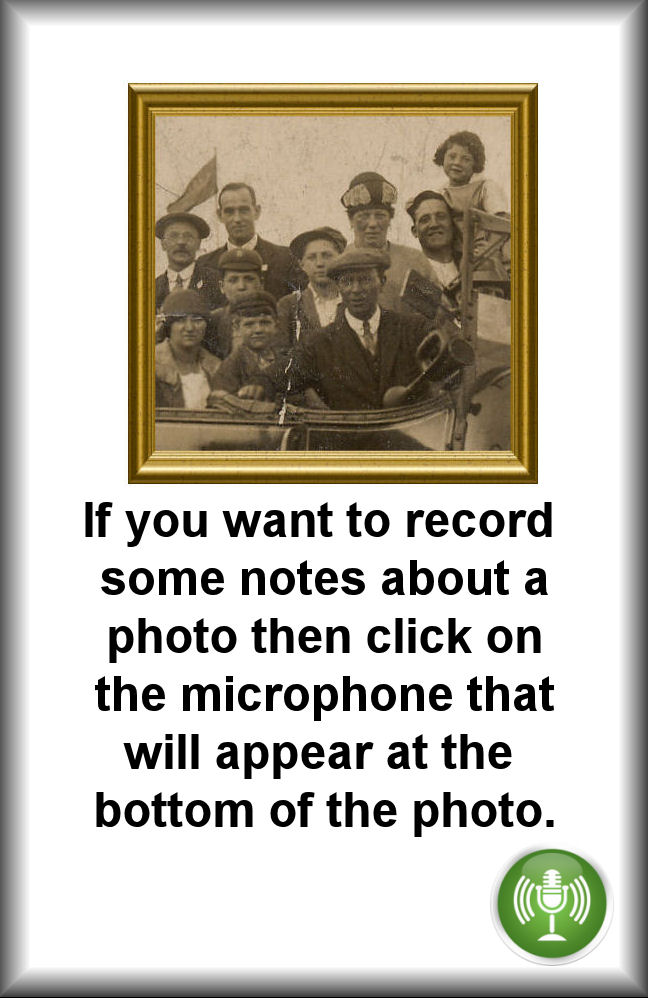 If you want to record
some notes about a
photo then click on
the microphone that
will appear at the
bottom of the photo.